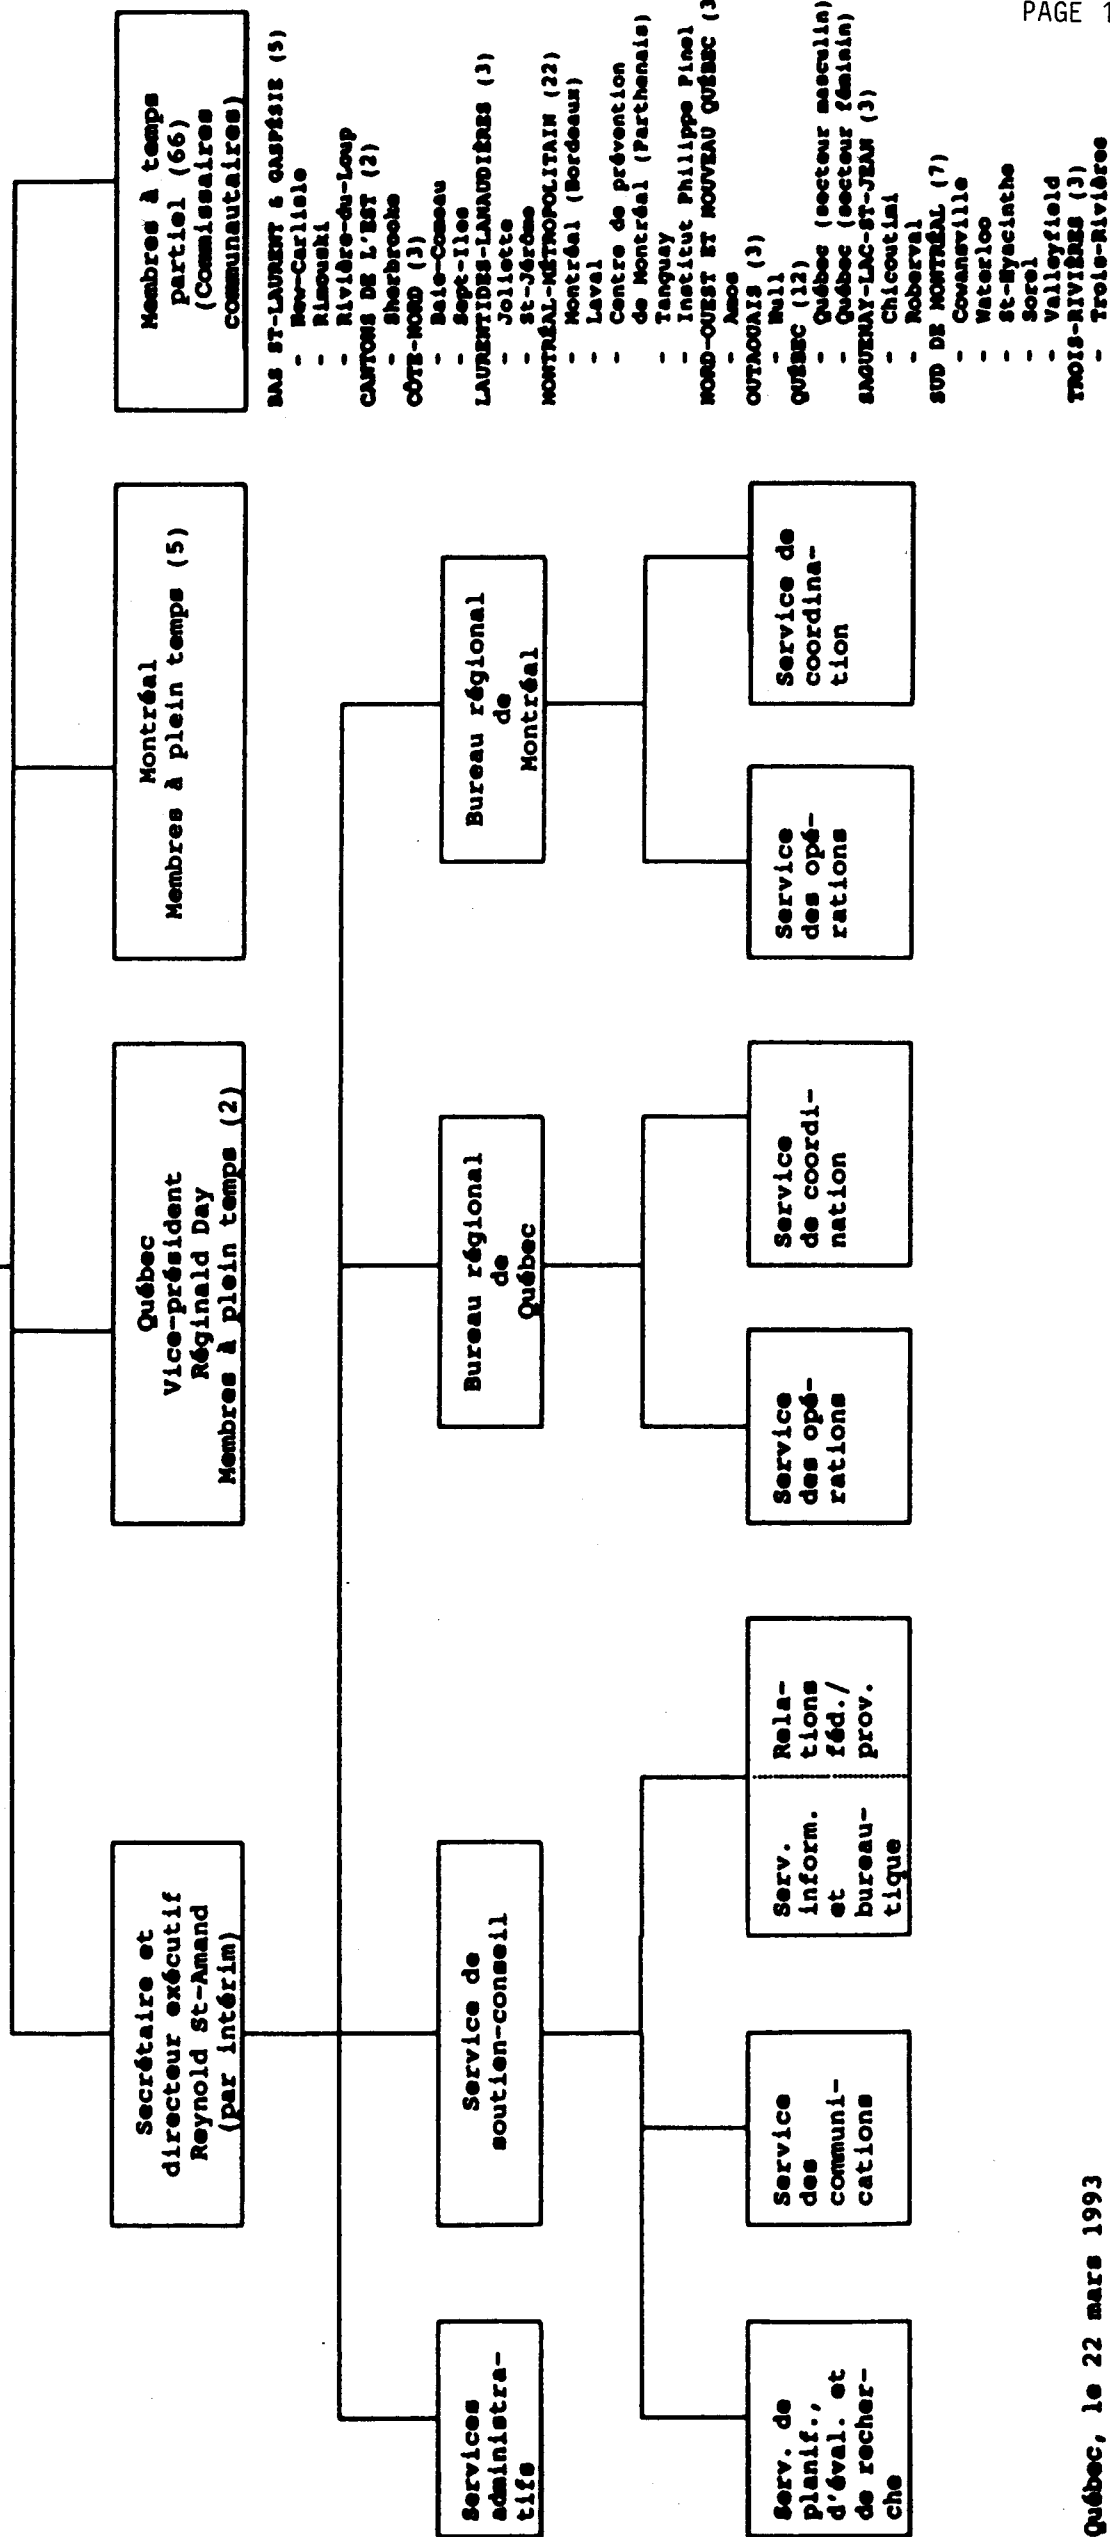 PAGE 1
Secrétaire et
directeur exécutif
Reynold St-Amand
(par intérim)
Québec
Vice-président
Réginald Day
Membres à plein temps (2)
Montréal
Membres à plein temps (5)
Membres à temps
partiel (66)
(Commissaires
communautaires)
BAS ST-LAURENT & GASPÉSIE (5)
- New-Carlisle
- Rimouski
- Rivière-du-Loup
CANTONS DE L'EST (2)
- Sherbrooke
CÔTE-NORD (3)
- Baie-Comeau
- Sept-Iles
LAURENTIDES-LANAUDIÈRES (3)
- Joliette
- St-Jérôme
MONTRÉAL-MÉTROPOLITAIN (22)
- Montréal (Bordeaux)
- Laval
- Centre de prévention
de Montréal (Parthenais)
- Tanguay
- Institut Philippe Pinel
NORD-OUEST ET NOUVEAU QUÉBEC (3
- Amos
OUTAOUAIS (3)
- Hull
QUÉBEC (12)
- Québec (secteur masculin)
- Québec (secteur féminin)
SAGUENAY-LAC-ST-JEAN (3)
- Chicoutimi
- Roberval
SUD DE MONTRÉAL (7)
- Cowansville
- Waterloo
- St-Hyacinthe
- Sorel
- Valleyfield
TROIS-RIVIÈRES (3)
- Trois-Rivières
Services
administra-
tifs
Service de
soutien-conseil
Bureau régional
de
Québec
Bureau régional
de
Montréal
Serv. de
planif.,
d'éval. et
de recher-
che
Service
des
communi-
cations
Serv.
inform.
et
bureau-
tique
Rela-
tions
féd./
prov.
Service
des opé-
rations
Service
de coordi-
nation
Service
des opé-
rations
Service de
coordina-
tion
Québec, le 22 mars 1993